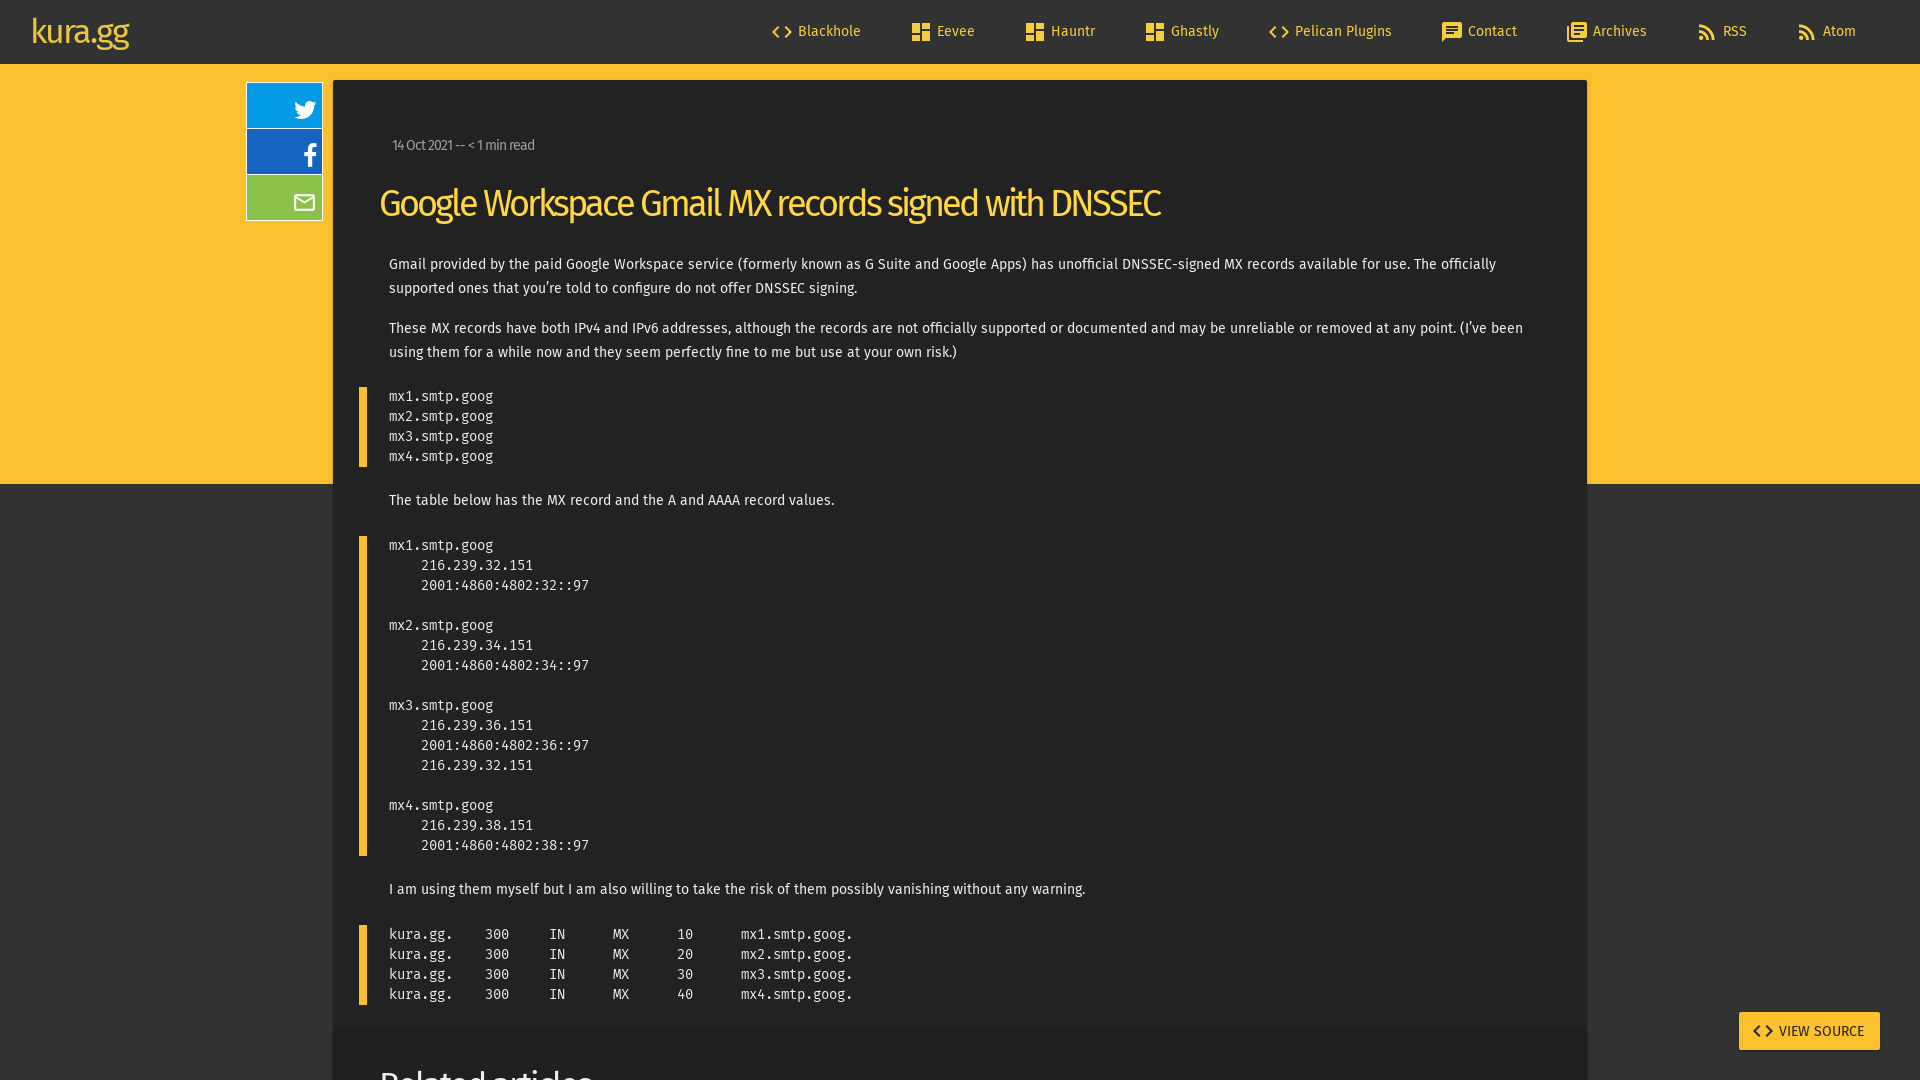 kura.gg
Blackhole
Eevee
Hauntr
Ghastly
Pelican Plugins
Contact
Archives
RSS
Atom
14 Oct 2021 -- < 1 min read
Google Workspace Gmail MX records signed with DNSSEC
Gmail provided by the paid Google Workspace service (formerly known as G Suite and Google Apps) has unofficial DNSSEC-signed MX records available for use. The officially
supported ones that you’re told to configure do not offer DNSSEC signing.
These MX records have both IPv4 and IPv6 addresses, although the records are not officially supported or documented and may be unreliable or removed at any point. (I’ve been
using them for a while now and they seem perfectly fine to me but use at your own risk.)
mx1.smtp.goog
mx2.smtp.goog
mx3.smtp.goog
mx4.smtp.goog
The table below has the MX record and the A and AAAA record values.
mx1.smtp.goog
216.239.32.151
2001:4860:4802:32::97
mx2.smtp.goog
216.239.34.151
2001:4860:4802:34::97
mx3.smtp.goog
216.239.36.151
2001:4860:4802:36::97
216.239.32.151
mx4.smtp.goog
216.239.38.151
2001:4860:4802:38::97
I am using them myself but I am also willing to take the risk of them possibly vanishing without any warning.
kura.gg. 300 IN MX 10 mx1.smtp.goog.
kura.gg. 300 IN MX 20 mx2.smtp.goog.
kura.gg. 300 IN MX 30 mx3.smtp.goog.
kura.gg. 300 IN MX 40 mx4.smtp.goog.
VIEW SOURCE
Related articles